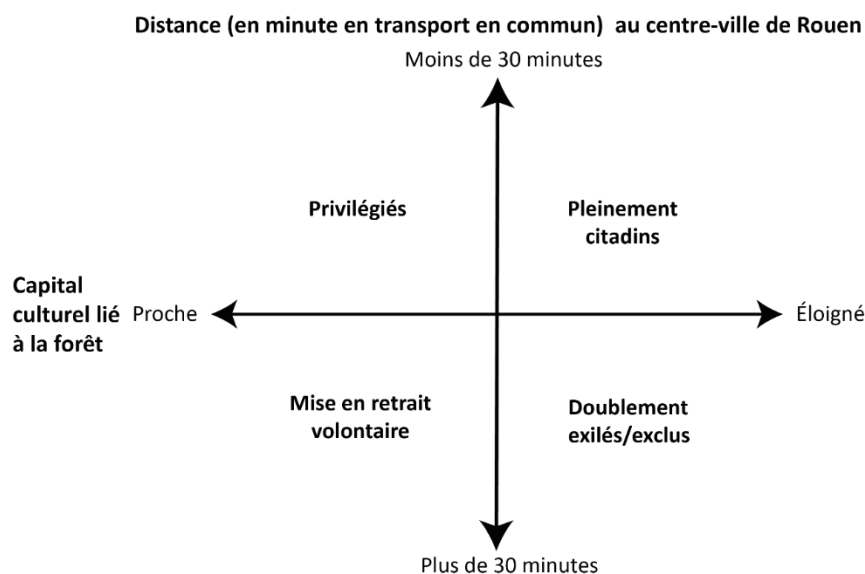 Distance (en minute en transport en commun) au centre-ville de Rouen
Moins de 30 minutes
Privilégiés
Pleinement
citadins
Capital
culturel lié
à la forêt
Proche
Éloigné
Mise en retrait
volontaire
Doublement
exilés/exclus
Plus de 30 minutes